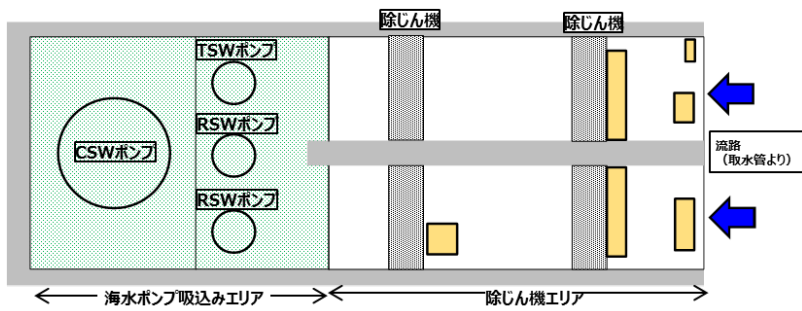 除じん機
除じん機
TSWポンプ
RSWポンプ
CSWポンプ
RSWポンプ
流路
（取水管より）
海水ポンプ吸込みエリア
除じん機エリア